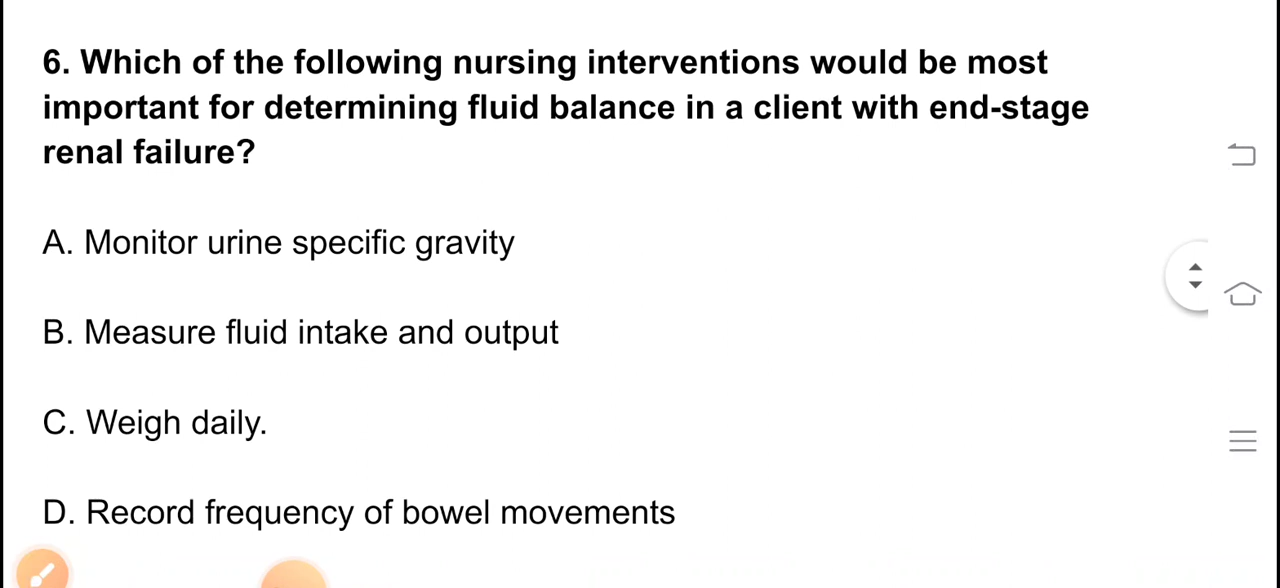 6. Which of the following nursing interventions would be most
important for determining fluid balance in a client with end-stage
renal failure?
A. Monitor urine specific gravity
B. Measure fluid intake and output
C. Weigh daily.
D. Record frequency of bowel movements